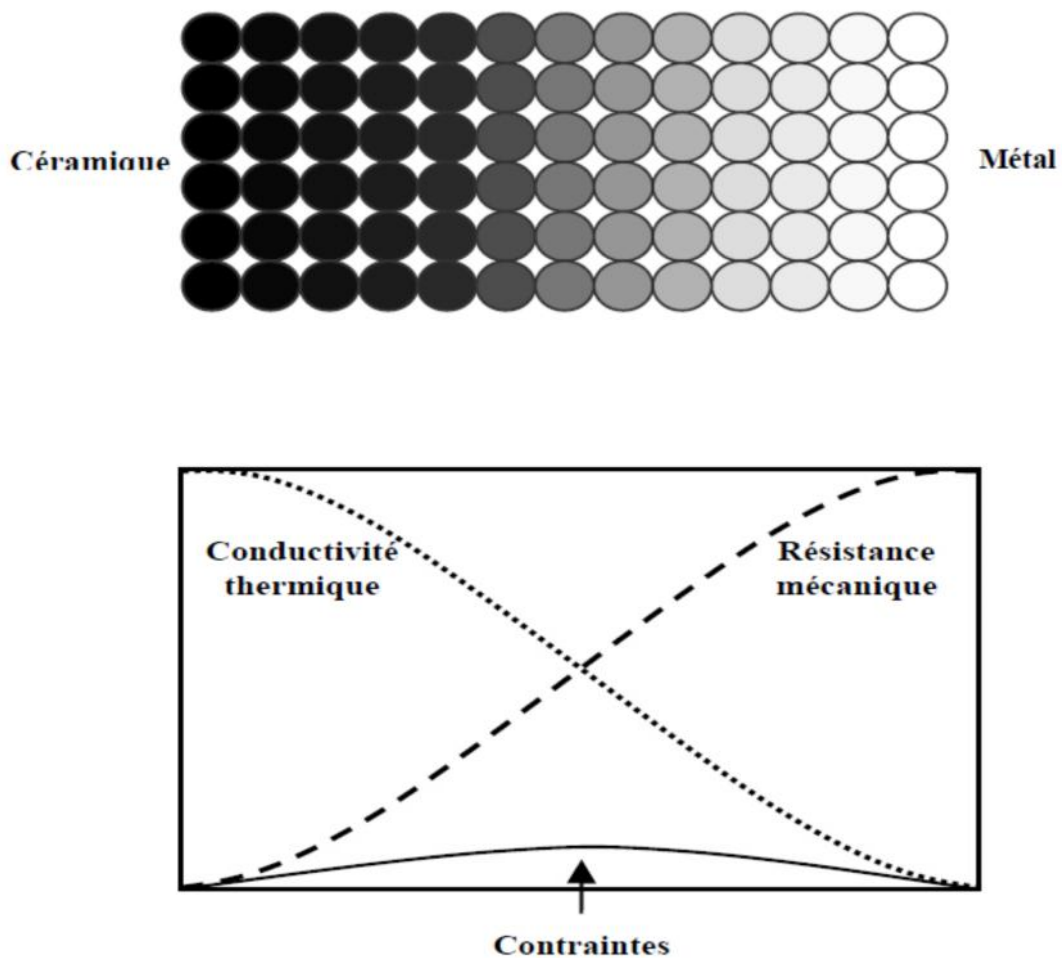 Céramique
Métal
Conductivité
thermique
Résistance
mécanique
Contraintes